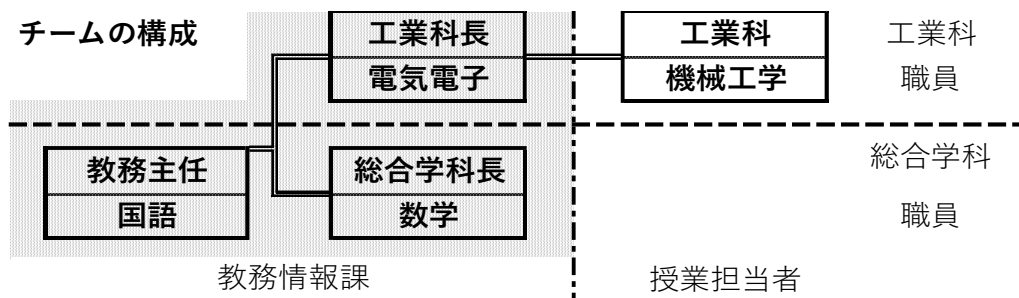 チームの構成
工業科長
電気電子
工業科
機械工学
工業科
職員
教務主任
国語
総合学科長
数学
総合学科
職員
教務情報課
授業担当者